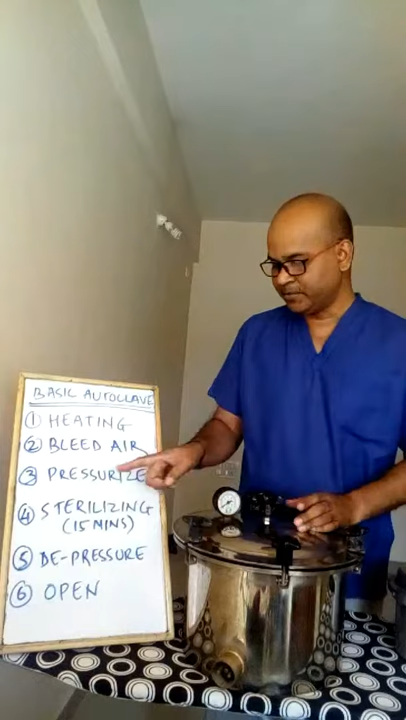 BASIC AUTOCLAVE
① HEATING
② BLEED AIR
③ PRESSURIZE
④ STERILIZING
(15 MINS)
⑤ DE-PRESSURE
⑥ OPEN